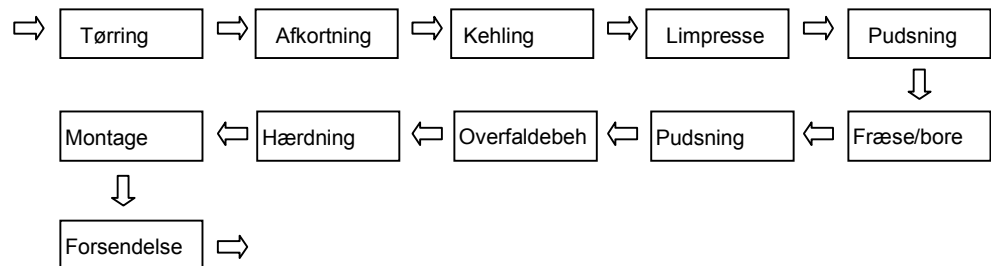 Tørring
Afkortning
Kehling
Limpresse
Pudsning
Fræse/bore
Pudsning
Overfaldebeh
Hærdning
Montage
Forsendelse